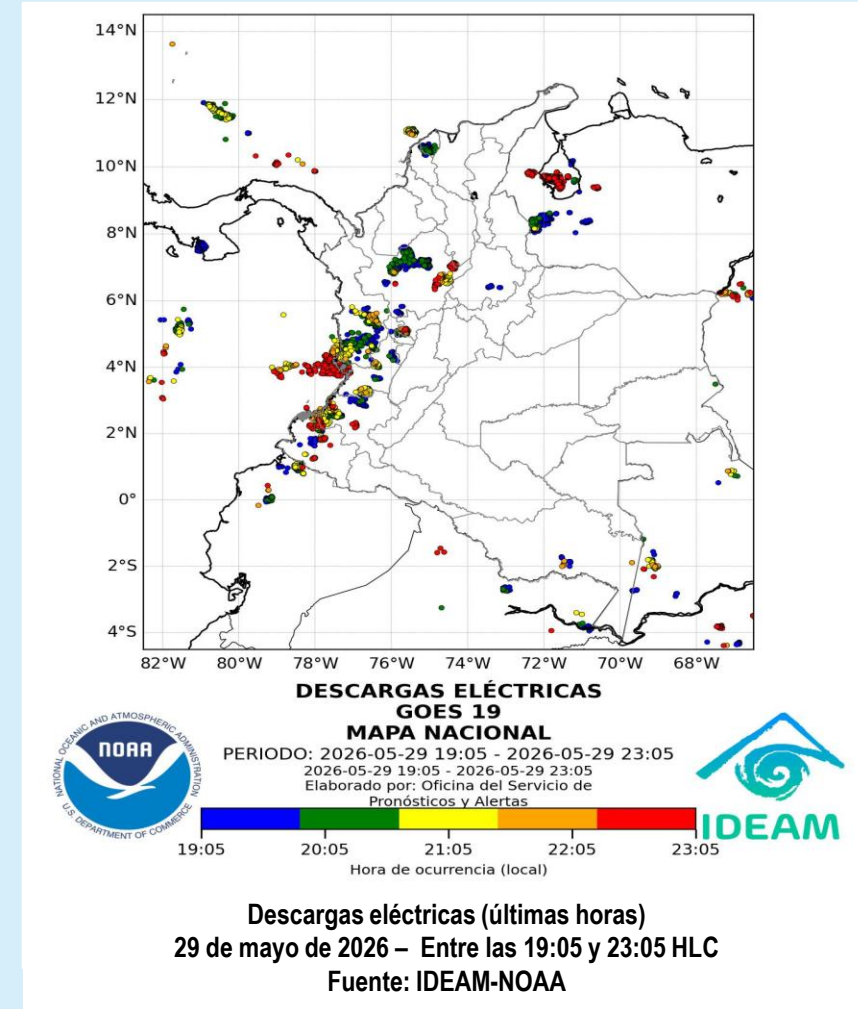 14°N
12°N
10°N
8°N
6°N
4°N
2°N
0°
2°S
4°S
82°W 80°W 78°W 76°W 74°W 72°W 70°W 68°W
DESCARGAS ELÉCTRICAS
GOES 19
MAPA NACIONAL
PERIODO: 2026-05-29 19:05 - 2026-05-29 23:05
2026-05-29 19:05 - 2026-05-29 23:05
Elaborado por: Oficina del Servicio de
Pronósticos y Alertas
NATIONAL OCEANIC AND ATMOSPHERIC ADMINISTRATION
NOAA
U.S. DEPARTMENT OF COMMERCE
IDEAM
19:05 20:05 21:05 22:05 23:05
Hora de ocurrencia (local)
Descargas eléctricas (últimas horas)
29 de mayo de 2026 – Entre las 19:05 y 23:05 HLC
Fuente: IDEAM-NOAA